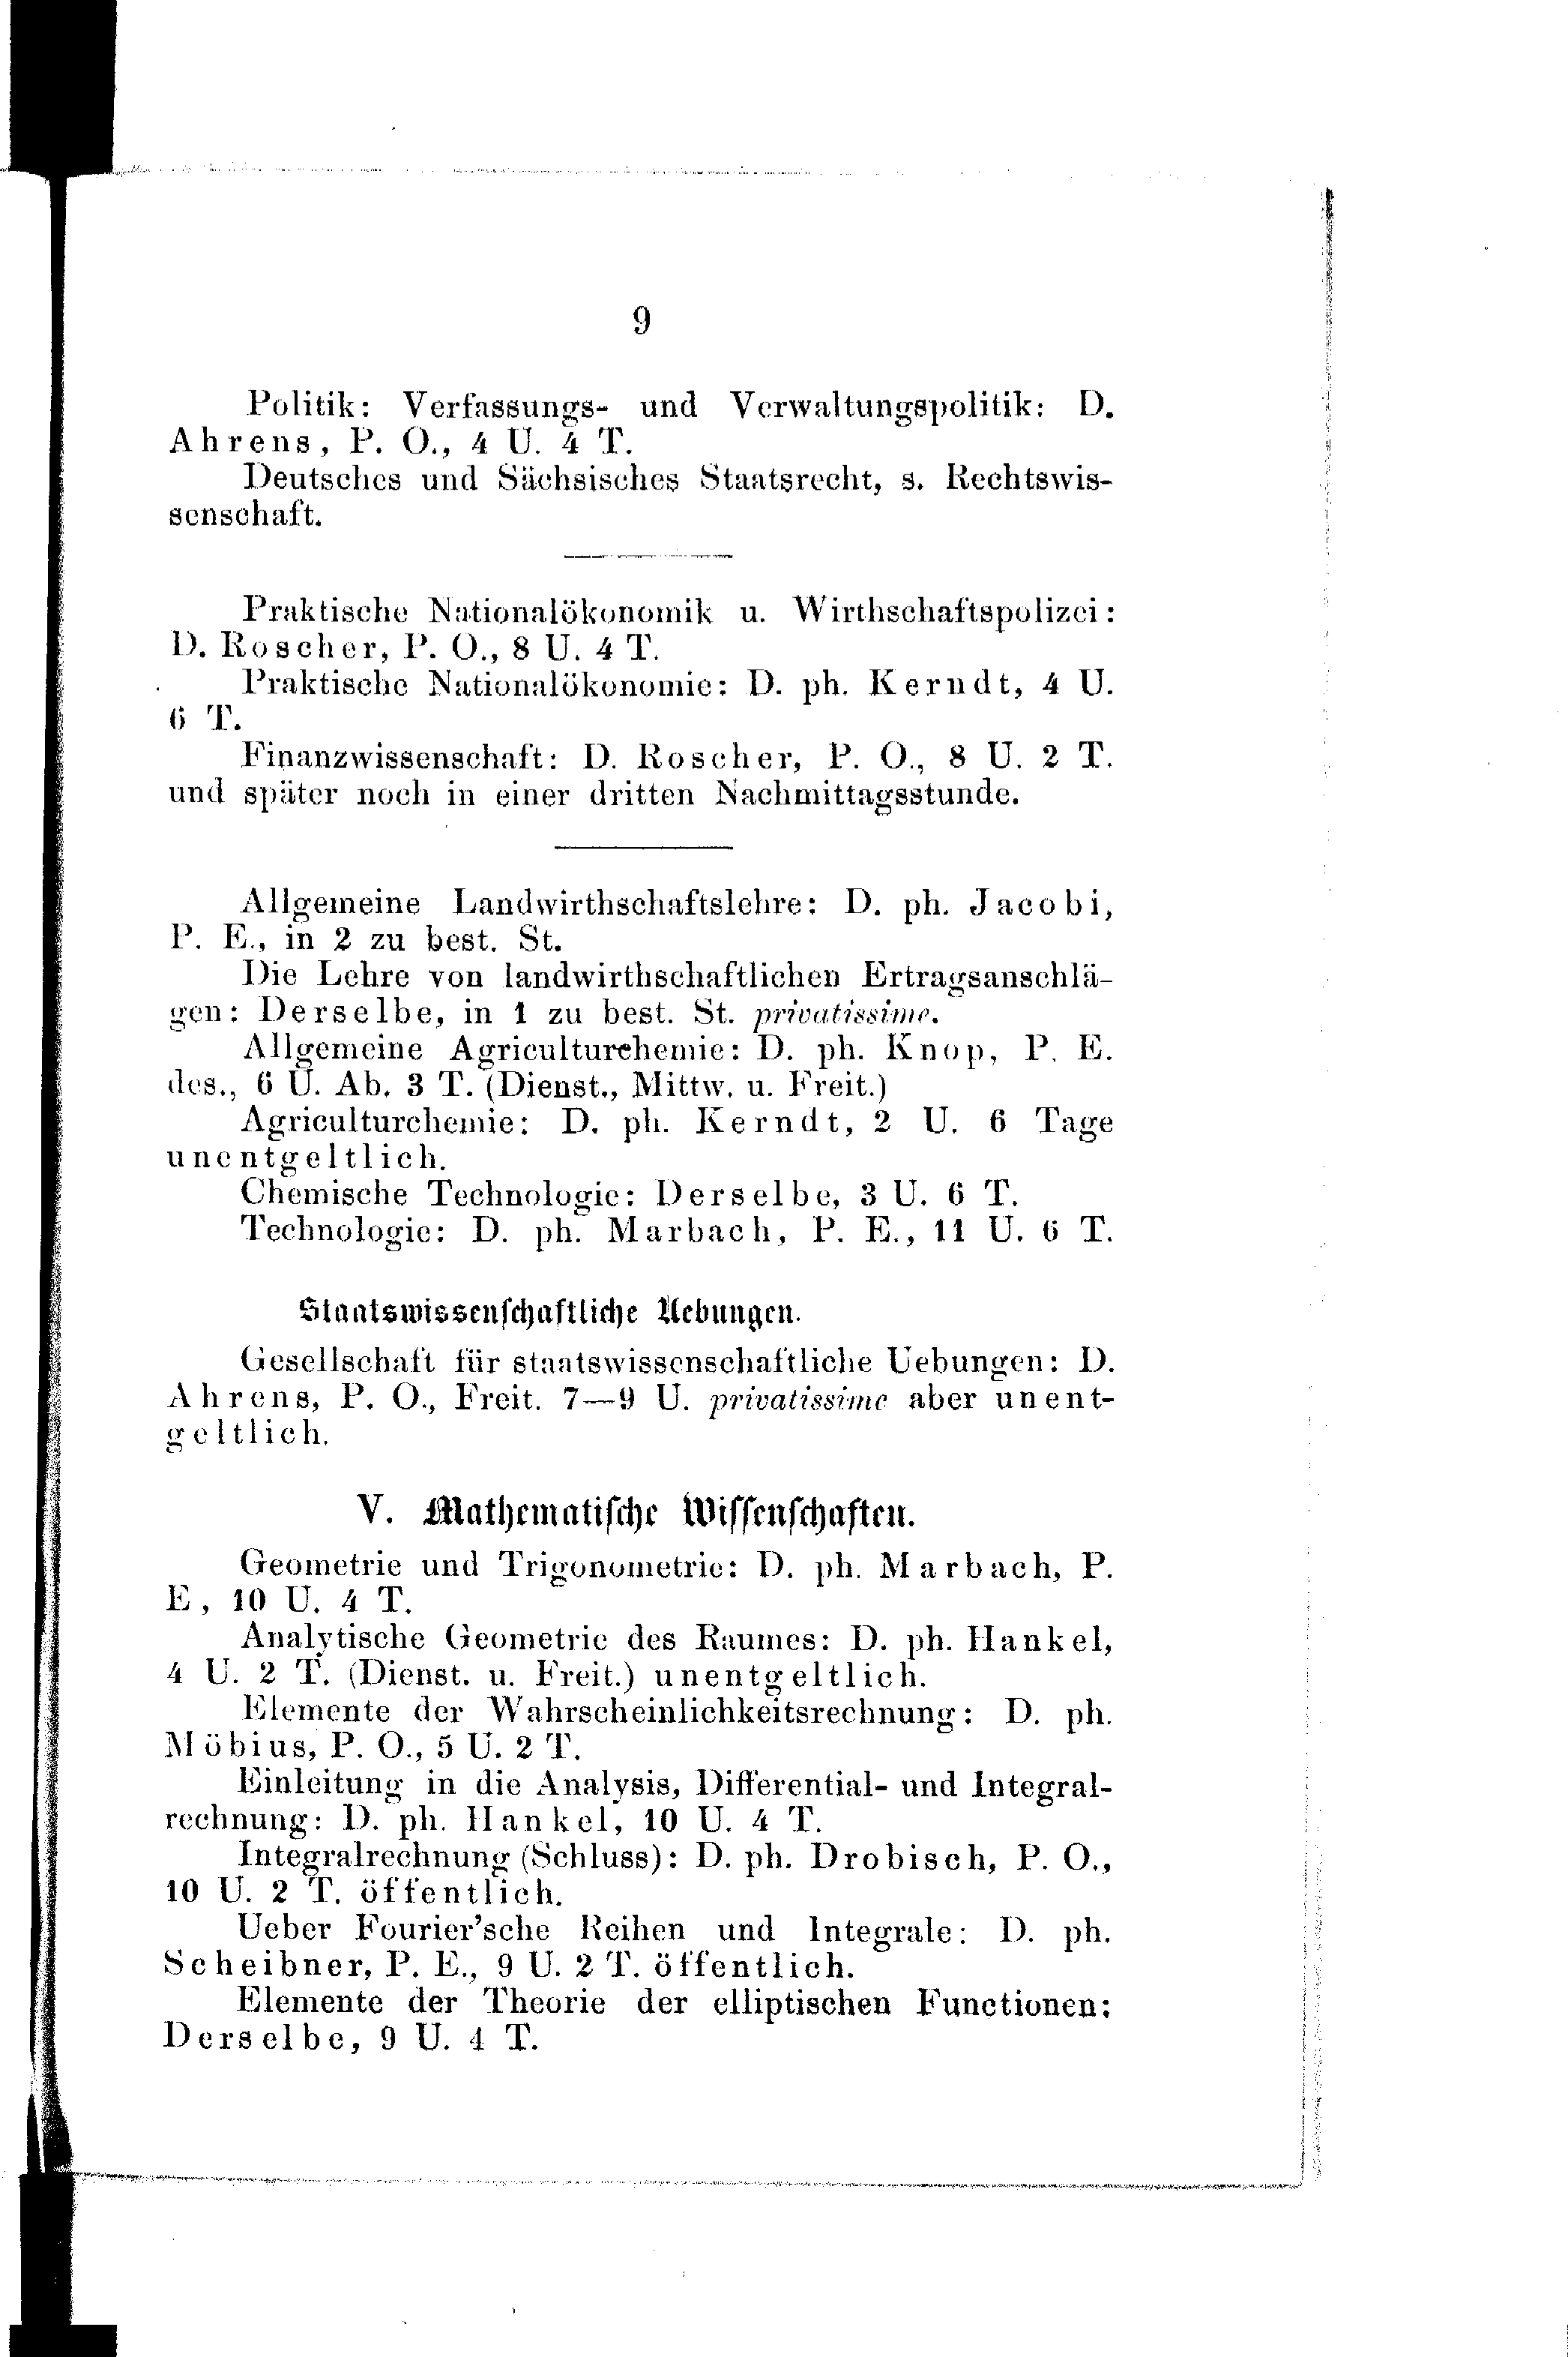 9
Politik: Verfassungs- und Verwaltungspolitik: D.
Ahrens, P. O., 4 U. 4 T.
Deutsches und Sächsisches Staatsrecht, s. Rechtswis-
senschaft.
Praktische Nationalökonomik u. Wirthschaftspolizei:
D. Roscher, P. O., 8 U. 4 T.
Praktische Nationalökonomie: D. ph. Kerndt, 4 U.
6 T.
Finanzwissenschaft: D. Roscher, P. O., 8 U. 2 T.
und später noch in einer dritten Nachmittagsstunde.
Allgemeine Landwirthschaftslehre: D. ph. Jacobi,
P. E., in 2 zu best. St.
Die Lehre von landwirthschaftlichen Ertragsanschlä-
gen: Derselbe, in 1 zu best. St. privatissime.
Allgemeine Agriculturchemie: D. ph. Knop, P. E.
des., 6 U. Ab. 3 T. (Dienst., Mittw. u. Freit.)
Agriculturchemie: D. ph. Kerndt, 2 U. 6 Tage
unentgeltlich.
Chemische Technologie: Derselbe, 3 U. 6 T.
Technologie: D. ph. Marbach, P. E., 11 U. 6 T.
Staatswissenschaftliche Uebungen.
Gesellschaft für staatswissenschaftliche Uebungen: D.
Ahrens, P. O., Freit. 7—9 U. privatissime aber unent-
geltlich.
V. Mathematische Wissenschaften.
Geometrie und Trigonometrie: D. ph. Marbach, P.
E, 10 U. 4 T.
Analytische Geometrie des Raumes: D. ph. Hankel,
4 U. 2 T. (Dienst. u. Freit.) unentgeltlich.
Elemente der Wahrscheinlichkeitsrechnung: D. ph.
Möbius, P. O., 5 U. 2 T.
Einleitung in die Analysis, Differential- und Integral-
rechnung: D. ph. Hankel, 10 U. 4 T.
Integralrechnung (Schluss): D. ph. Drobisch, P. O.,
10 U. 2 T. öffentlich.
Ueber Fourier'sche Reihen und Integrale: D. ph.
Scheibner, P. E., 9 U. 2 T. öffentlich.
Elemente der Theorie der elliptischen Functionen:
Derselbe, 9 U. 4 T.